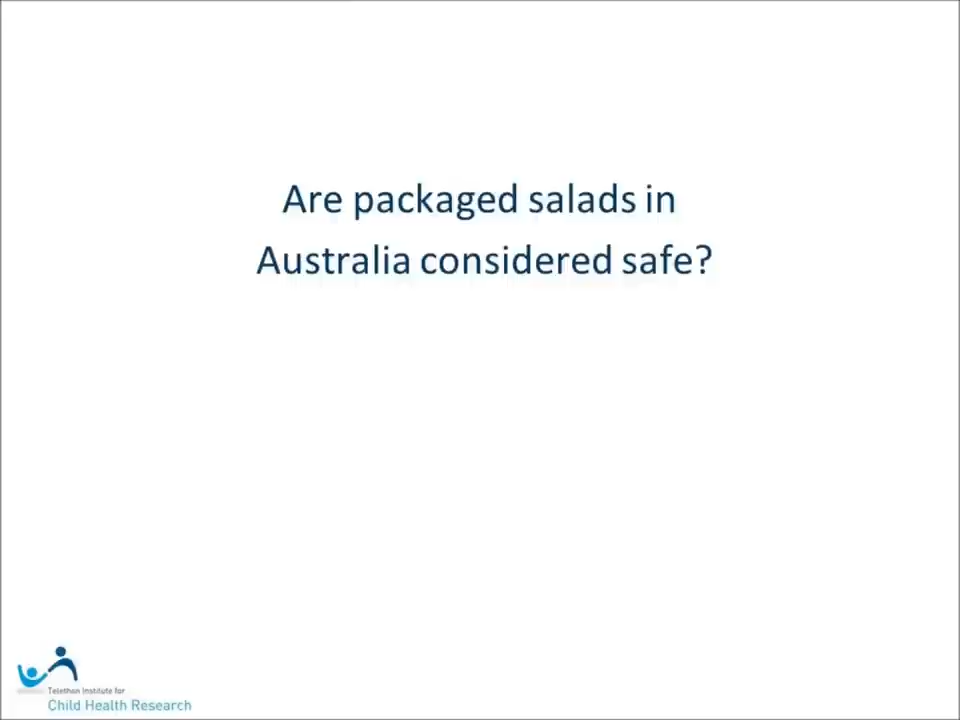 Are packaged salads in
Australia considered safe?
Telethon Institute for
Child Health Research